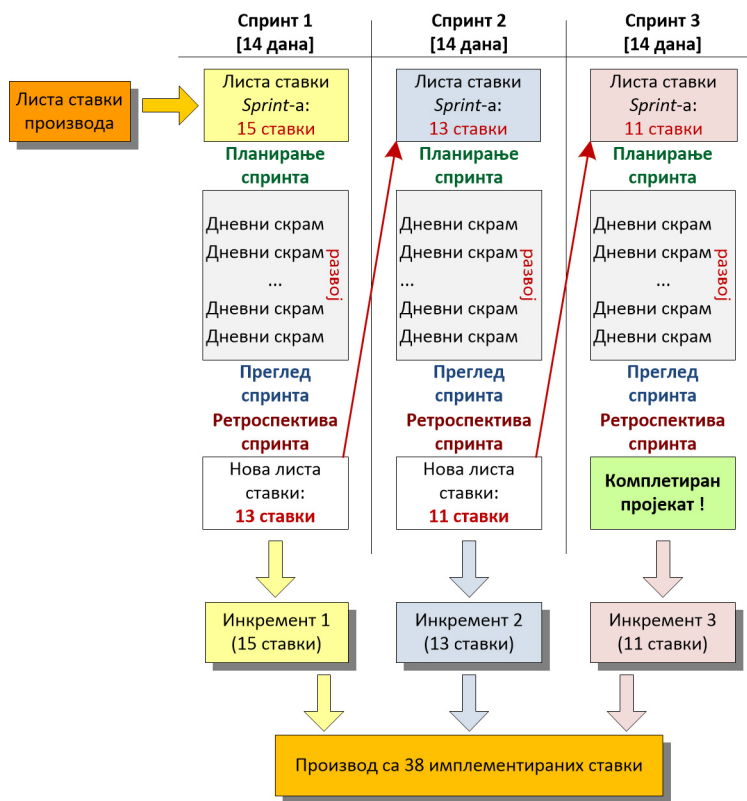 Спринт 1
[14 дана]
Спринт 2
[14 дана]
Спринт 3
[14 дана]
Листа ставки
производа
Листа ставки
Sprint-а:
15 ставки
Планирање
спринта
Дневни скрам
Дневни скрам
...
Дневни скрам
Дневни скрам
развој
Преглед
спринта
Ретроспектива
спринта
Нова листа
ставки:
13 ставки
Листа ставки
Sprint-а:
13 ставки
Планирање
спринта
Дневни скрам
Дневни скрам
...
Дневни скрам
Дневни скрам
развој
Преглед
спринта
Ретроспектива
спринта
Нова листа
ставки:
11 ставки
Листа ставки
Sprint-а:
11 ставки
Планирање
спринта
Дневни скрам
Дневни скрам
...
Дневни скрам
Дневни скрам
развој
Преглед
спринта
Ретроспектива
спринта
Комплетиран
пројекат !
Инкремент 1
(15 ставки)
Инкремент 2
(13 ставки)
Инкремент 3
(11 ставки)
Производ са 38 имплементираних ставки